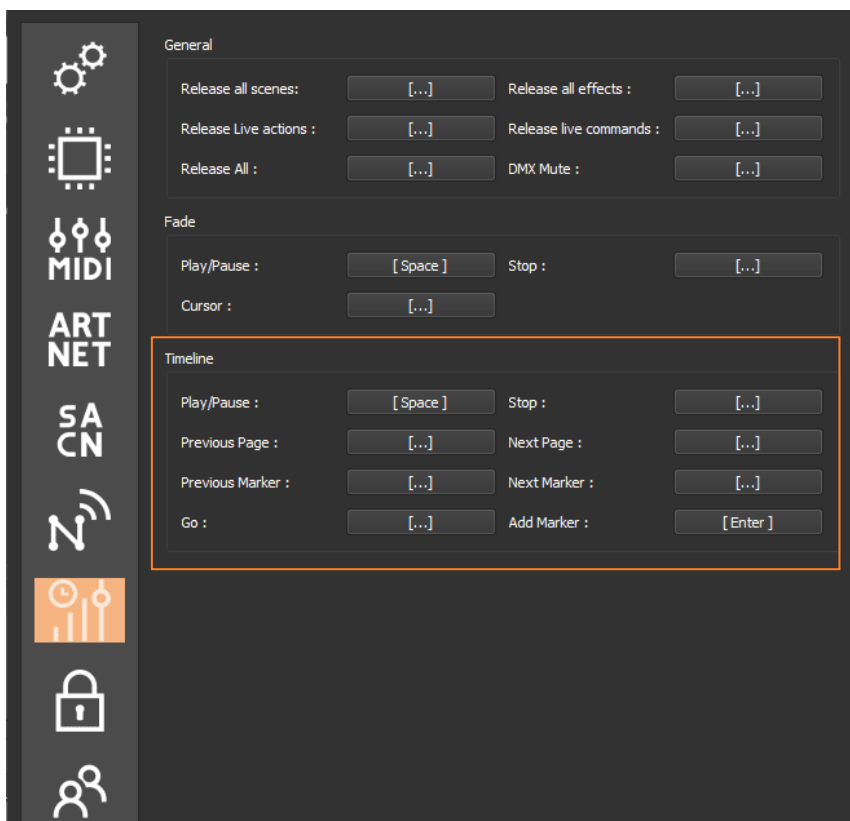 General
Release all scenes: [...] Release all effects : [...]
Release Live actions : [...] Release live commands : [...]
Release All : [...] DMX Mute : [...]
Fade
Play/Pause : [ Space ] Stop : [...]
Cursor : [...]
Timeline
Play/Pause : [ Space ] Stop : [...]
Previous Page : [...] Next Page : [...]
Previous Marker : [...] Next Marker : [...]
Go : [...] Add Marker : [ Enter ]
MIDI
ART
NET
SA
CN
N